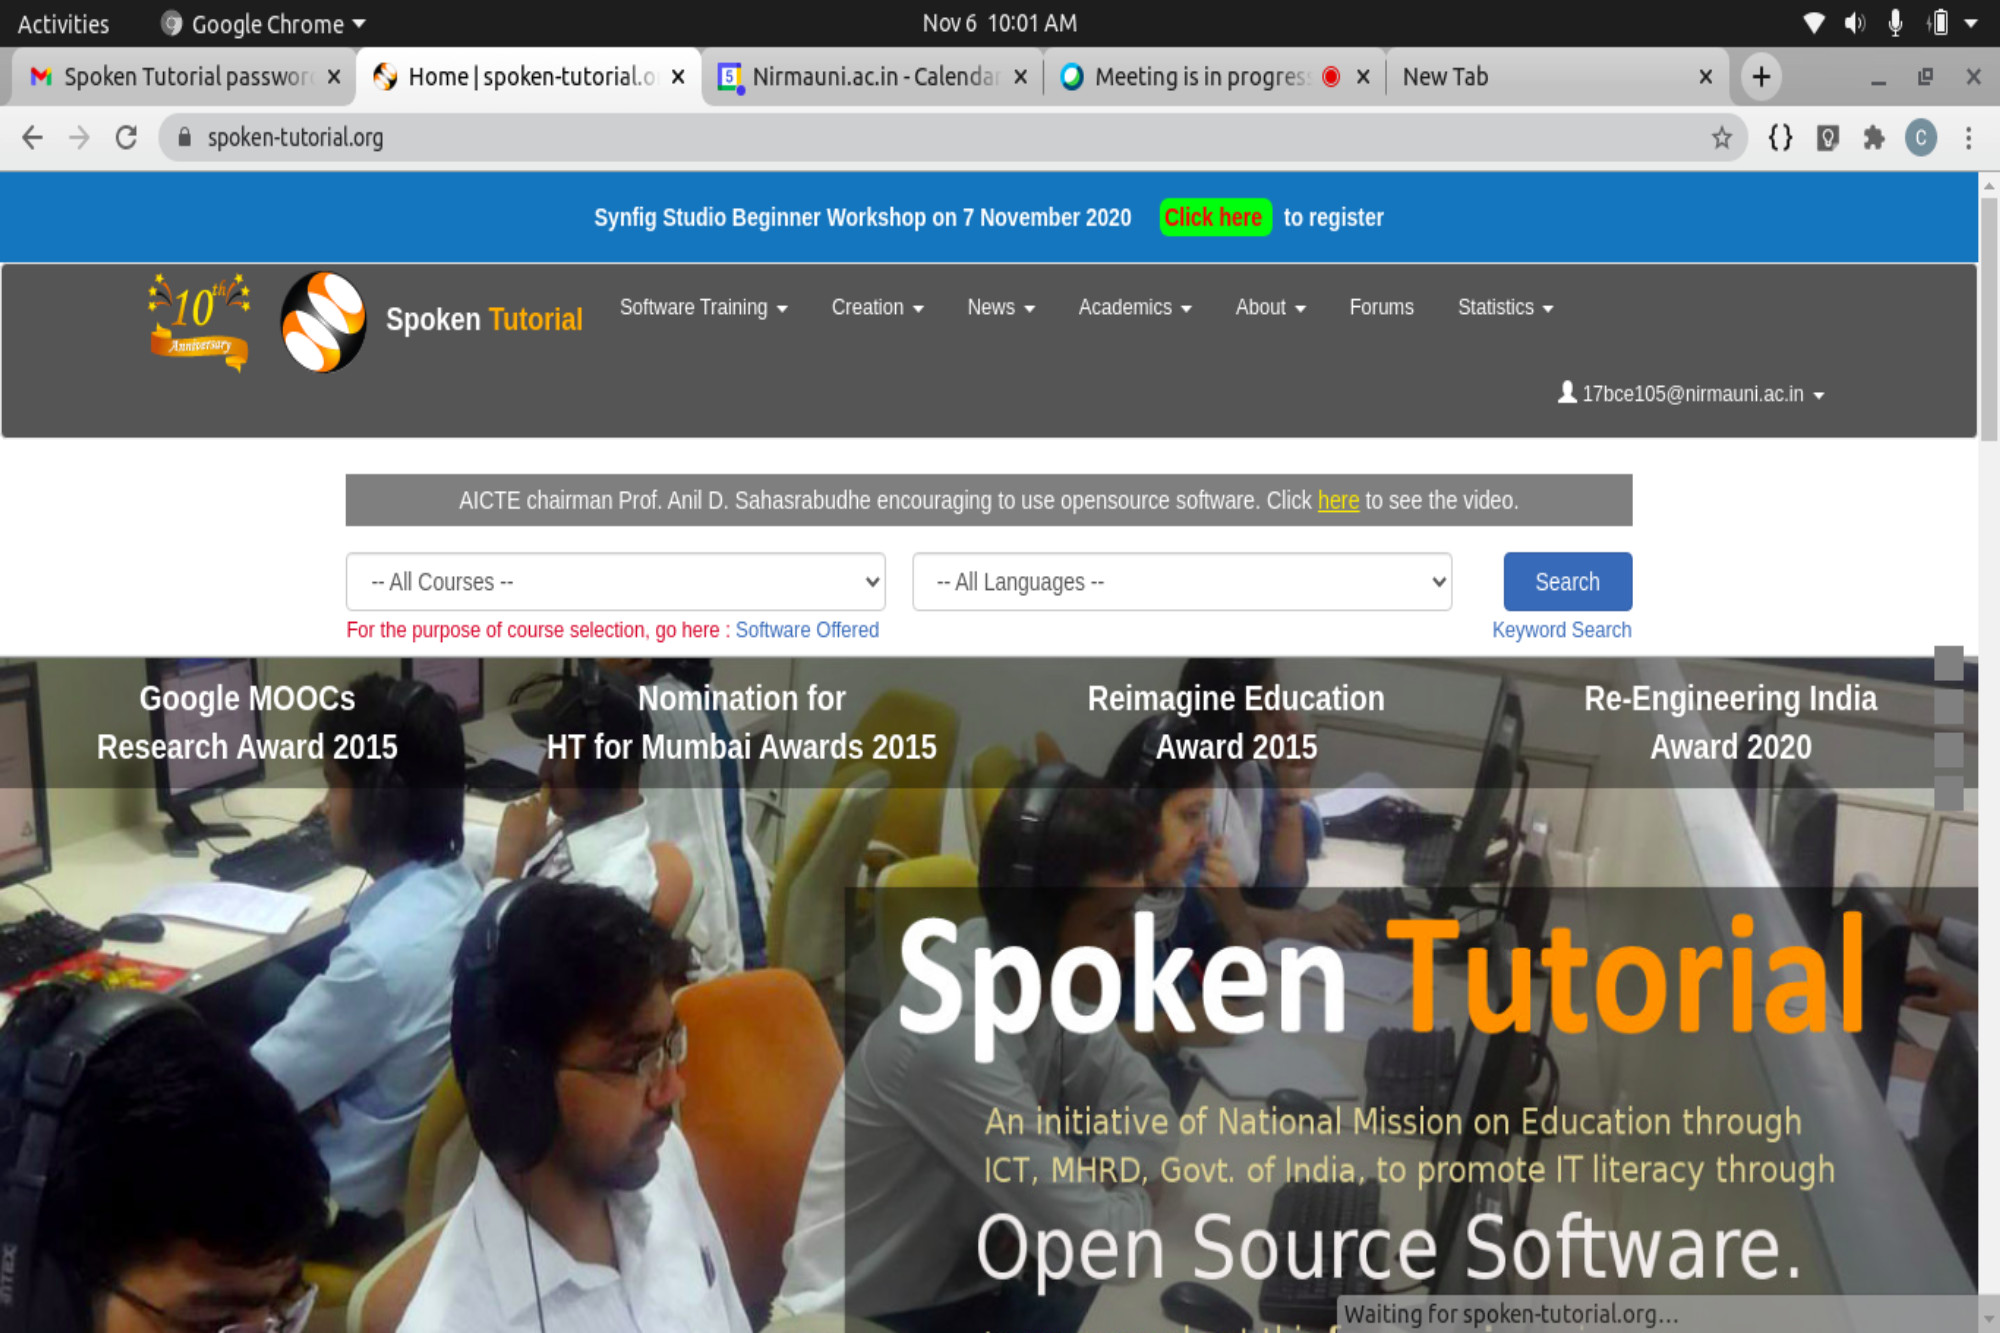 Activities Google Chrome Nov 6 10:01 AM
Spoken Tutorial passwor × Home | spoken-tutorial.o × 5 Nirmauni.ac.in - Calenda × Meeting is in progres × New Tab × +
spoken-tutorial.org {} C
Synfig Studio Beginner Workshop on 7 November 2020 Click here to register
10th Anniversary
Spoken Tutorial
Software Training Creation News Academics About Forums Statistics
17bce105@nirmauni.ac.in
AICTE chairman Prof. Anil D. Sahasrabudhe encouraging to use opensource software. Click here to see the video.
-- All Courses -- -- All Languages -- Search
For the purpose of course selection, go here : Software Offered Keyword Search
Google MOOCs
Research Award 2015
Nomination for
HT for Mumbai Awards 2015
Reimagine Education
Award 2015
Re-Engineering India
Award 2020
Spoken Tutorial
An initiative of National Mission on Education through
ICT, MHRD, Govt. of India, to promote IT literacy through
Open Source Software.
Waiting for spoken-tutorial.org...